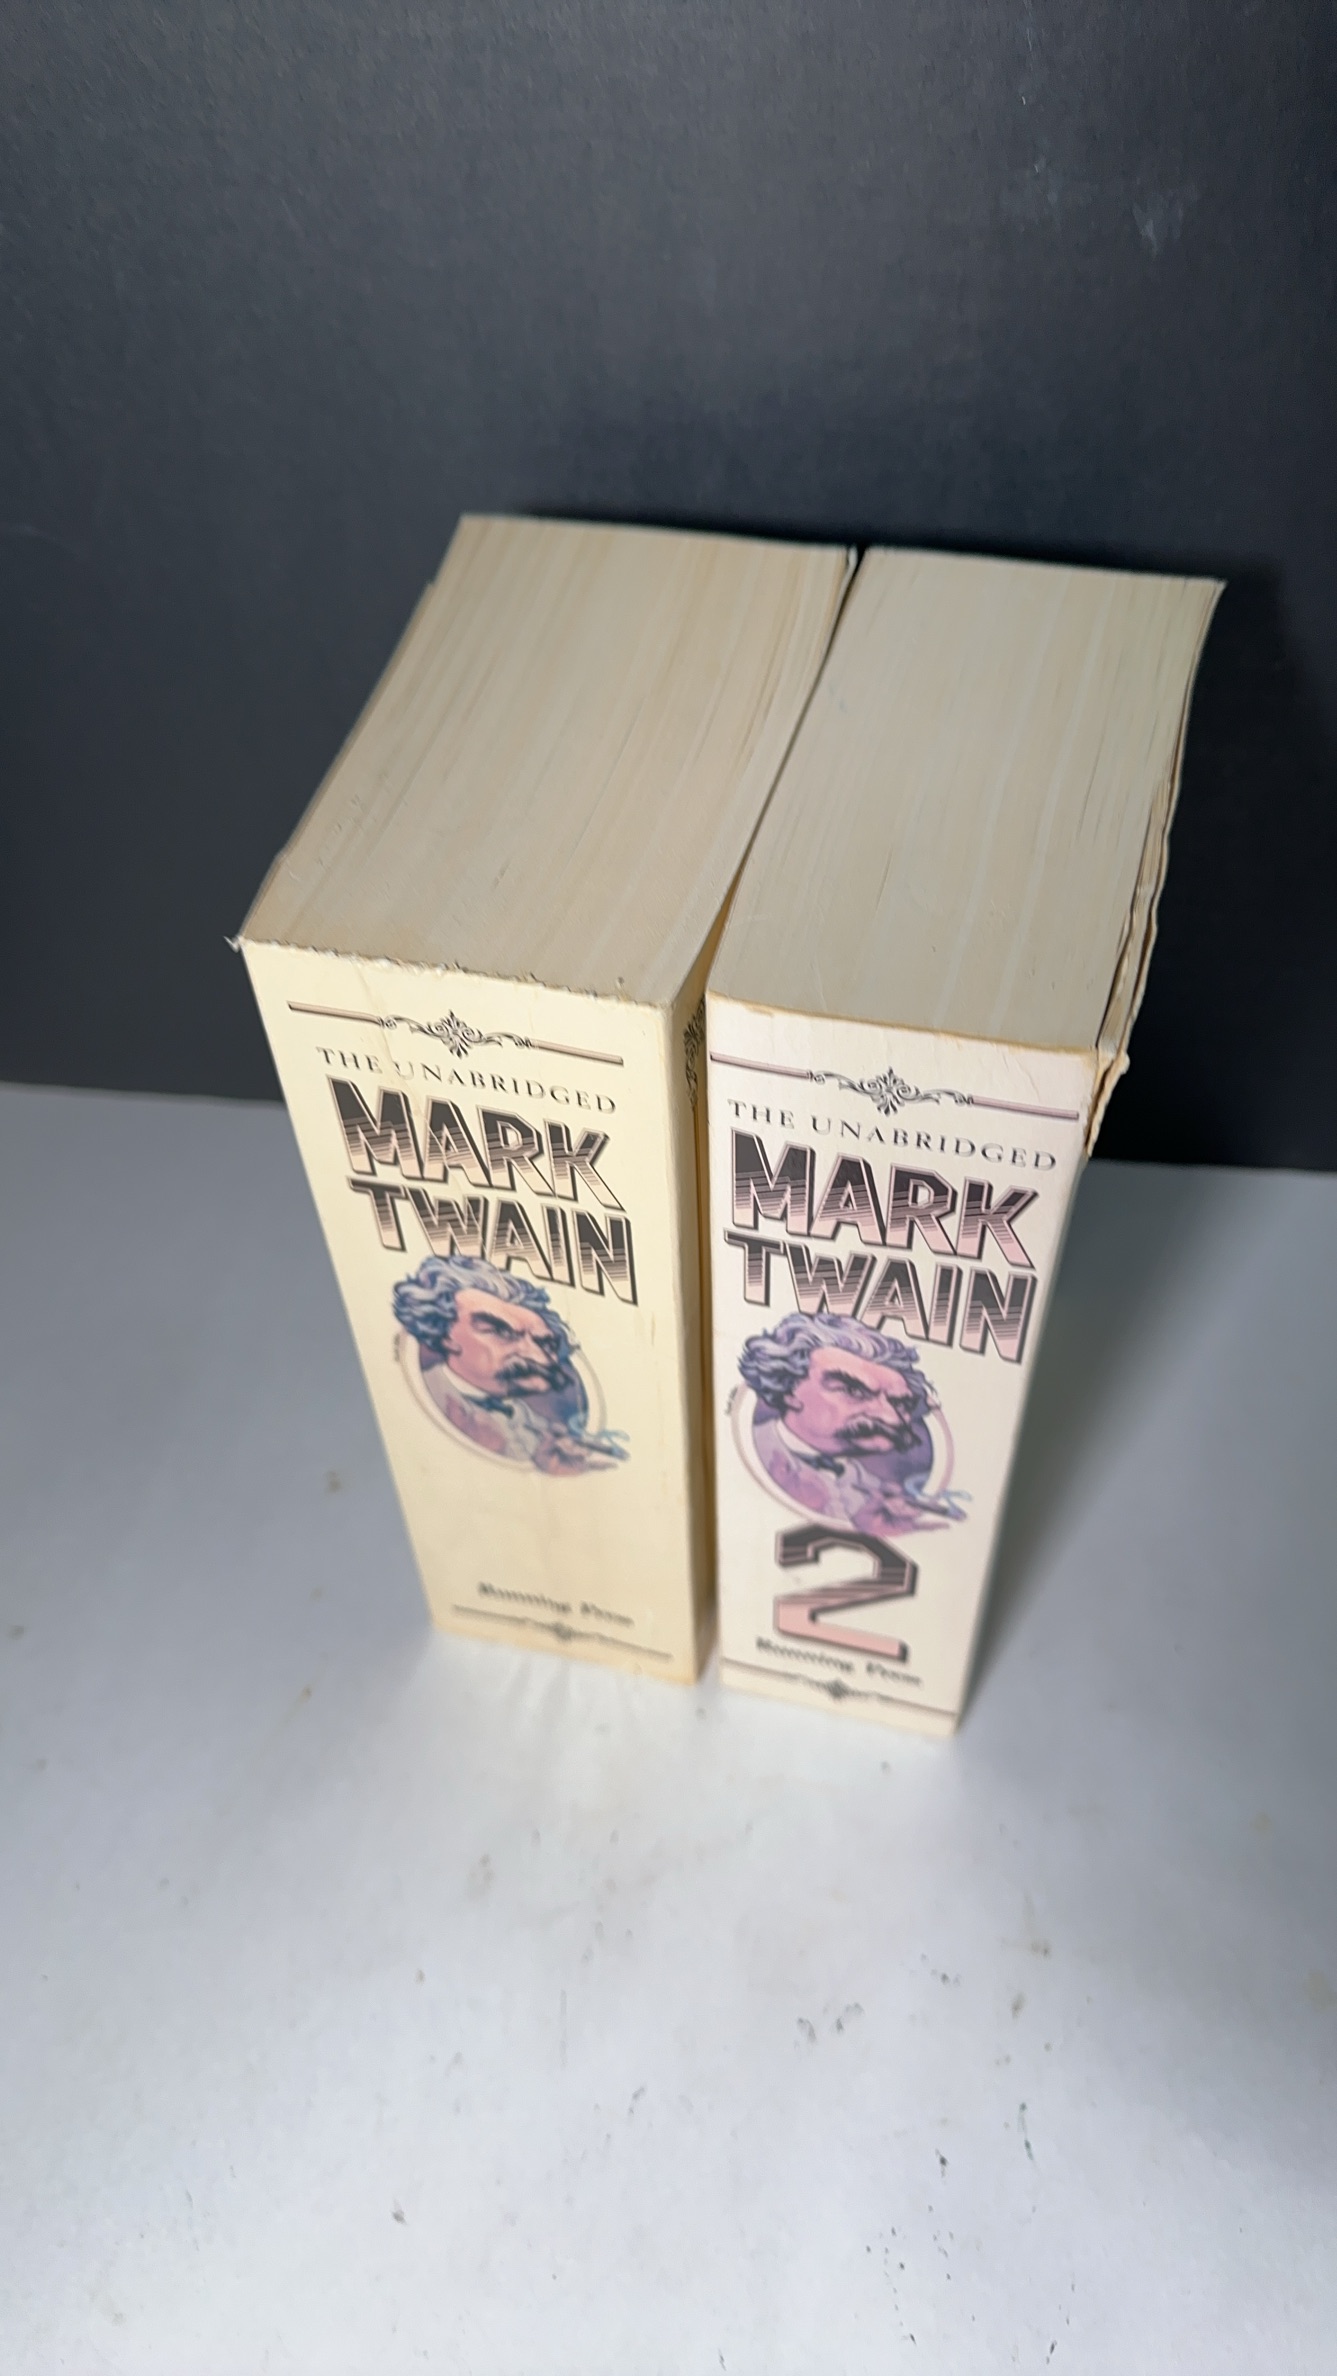 THE UNABRIDGED
MARK
TWAIN
Running Press
THE UNABRIDGED
MARK
TWAIN
2
Running Press